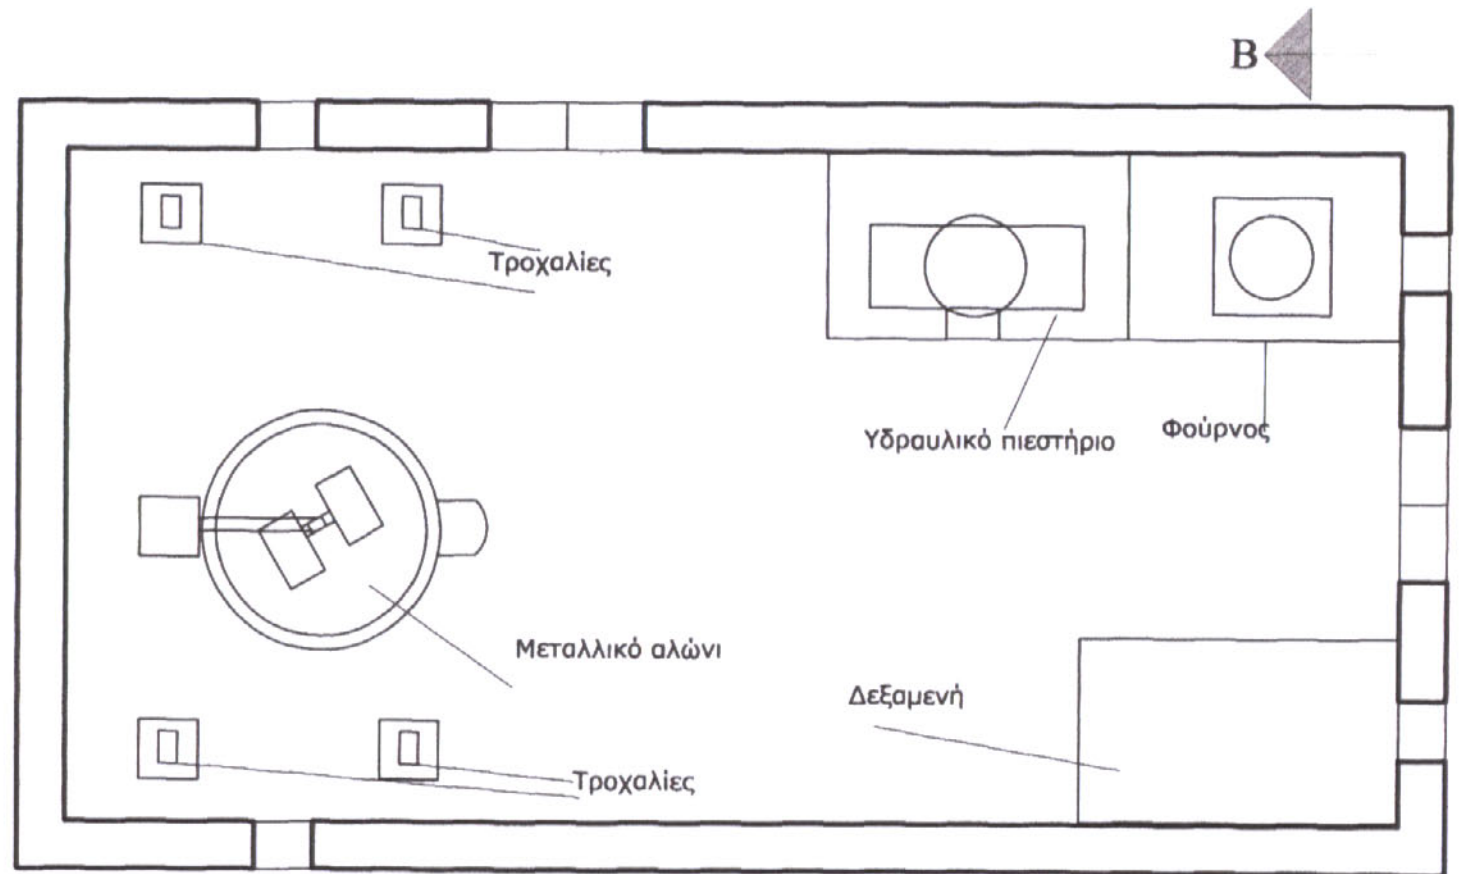 B
Τροχαλίες
Υδραυλικό πιεστήριο
Φούρνος
Μεταλλικό αλώνι
Δεξαμενή
Τροχαλίες